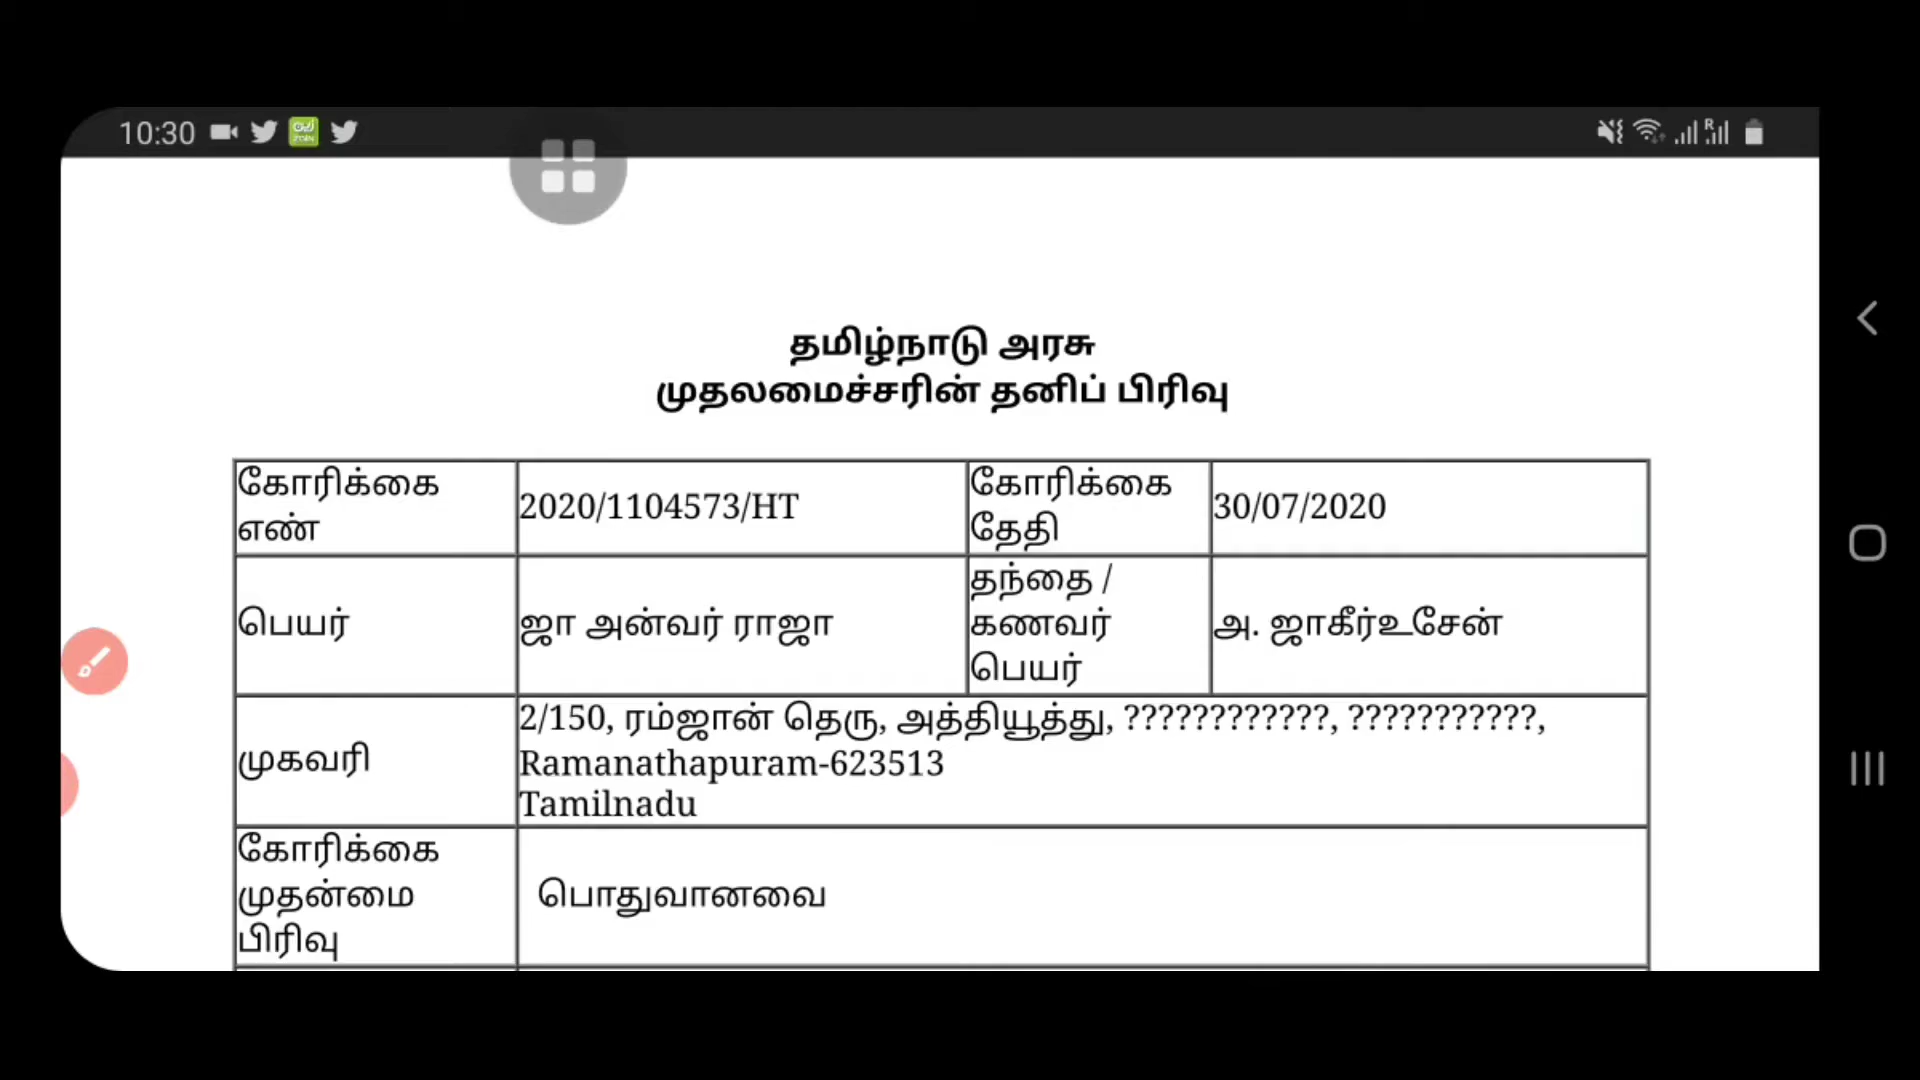 10:30
தமிழ்நாடு அரசு
முதலமைச்சரின் தனிப் பிரிவு
கோரிக்கை
எண்
2020/1104573/HT
கோரிக்கை
தேதி
30/07/2020
பெயர்
ஜா அன்வர் ராஜா
தந்தை /
கணவர்
பெயர்
அ. ஜாகீர்உசேன்
முகவரி
2/150, ரம்ஜான் தெரு, அத்தியூத்து, ????????????, ???????????,
Ramanathapuram-623513
Tamilnadu
கோரிக்கை
முதன்மை
பிரிவு
பொதுவானவை